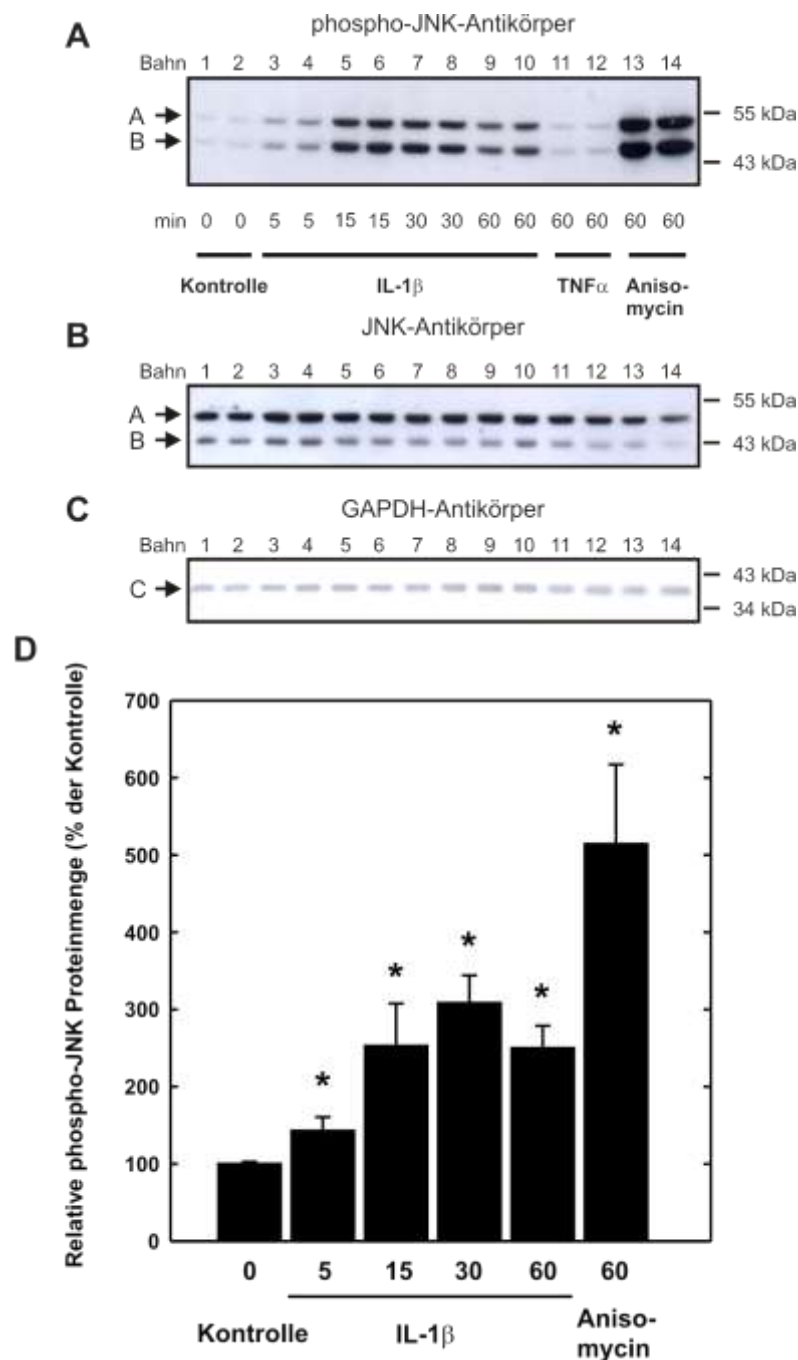 A
phospho-JNK-Antikörper
Bahn 1 2 3 4 5 6 7 8 9 10 11 12 13 14
A
B
55 kDa
43 kDa
min 0 0 5 5 15 15 30 30 60 60 60 60 60 60
Kontrolle IL-1β TNFα Aniso-
mycin
B
JNK-Antikörper
Bahn 1 2 3 4 5 6 7 8 9 10 11 12 13 14
A
B
55 kDa
43 kDa
C
GAPDH-Antikörper
Bahn 1 2 3 4 5 6 7 8 9 10 11 12 13 14
C
43 kDa
34 kDa
D
Relative phospho-JNK Proteinmenge (% der Kontrolle)
700
600
500
400
300
200
100
0
* * * * *
0 5 15 30 60 60
Kontrolle IL-1β Aniso-
mycin